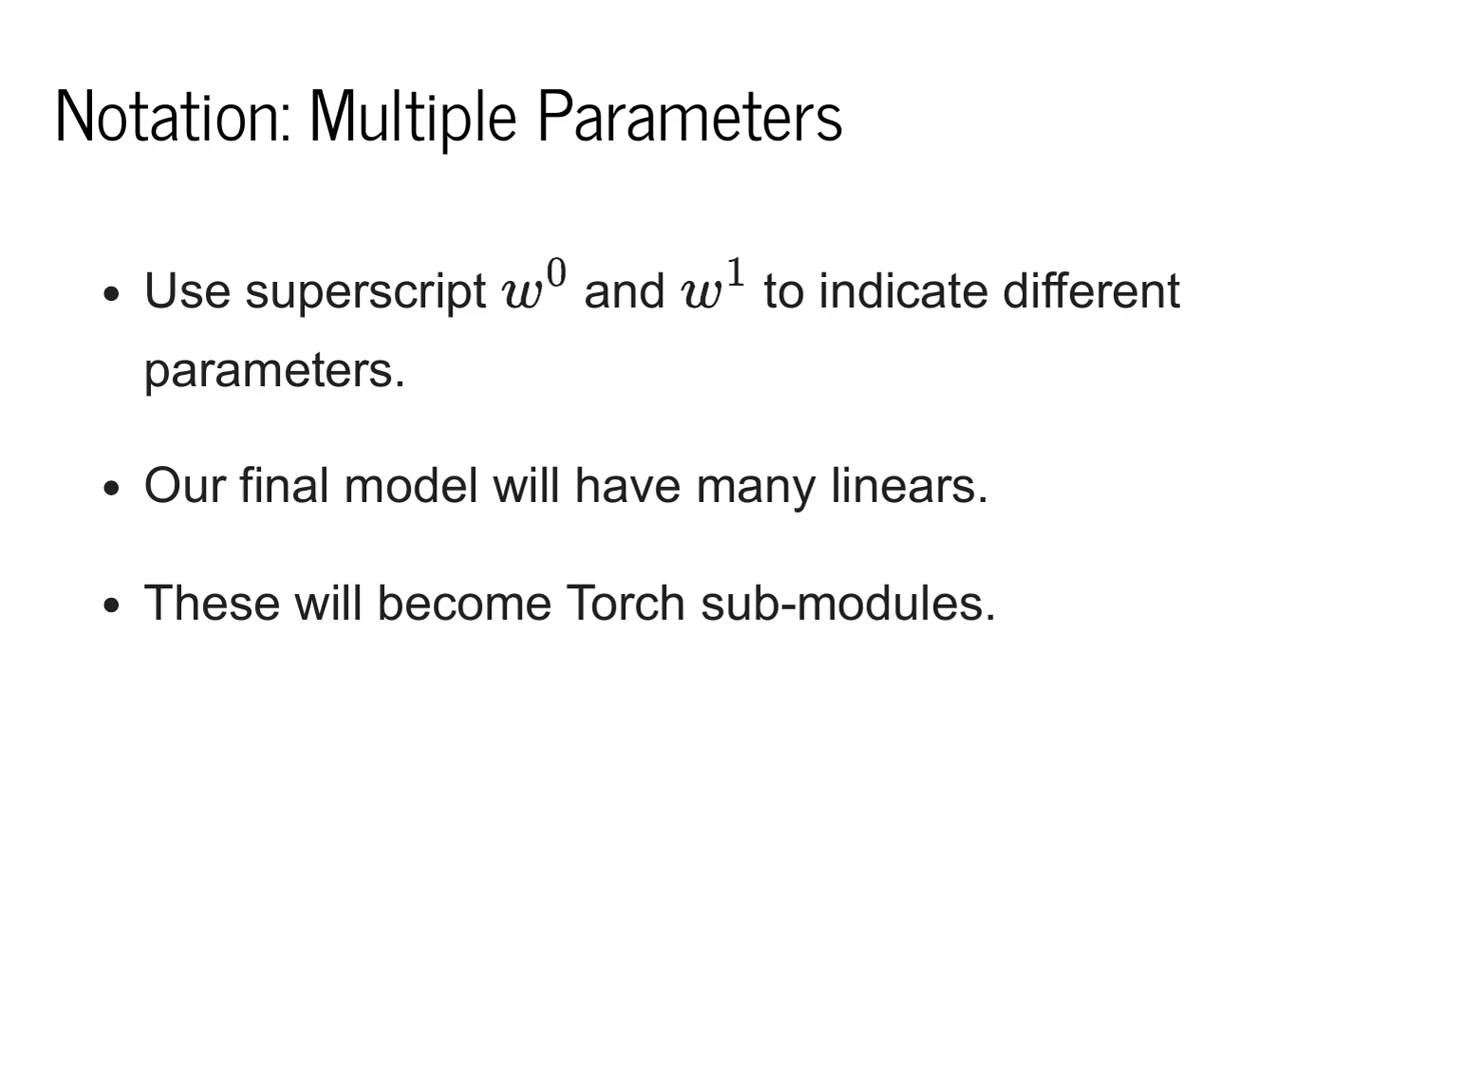 Notation: Multiple Parameters
• Use superscript w⁰ and w¹ to indicate different
parameters.
• Our final model will have many linears.
• These will become Torch sub-modules.